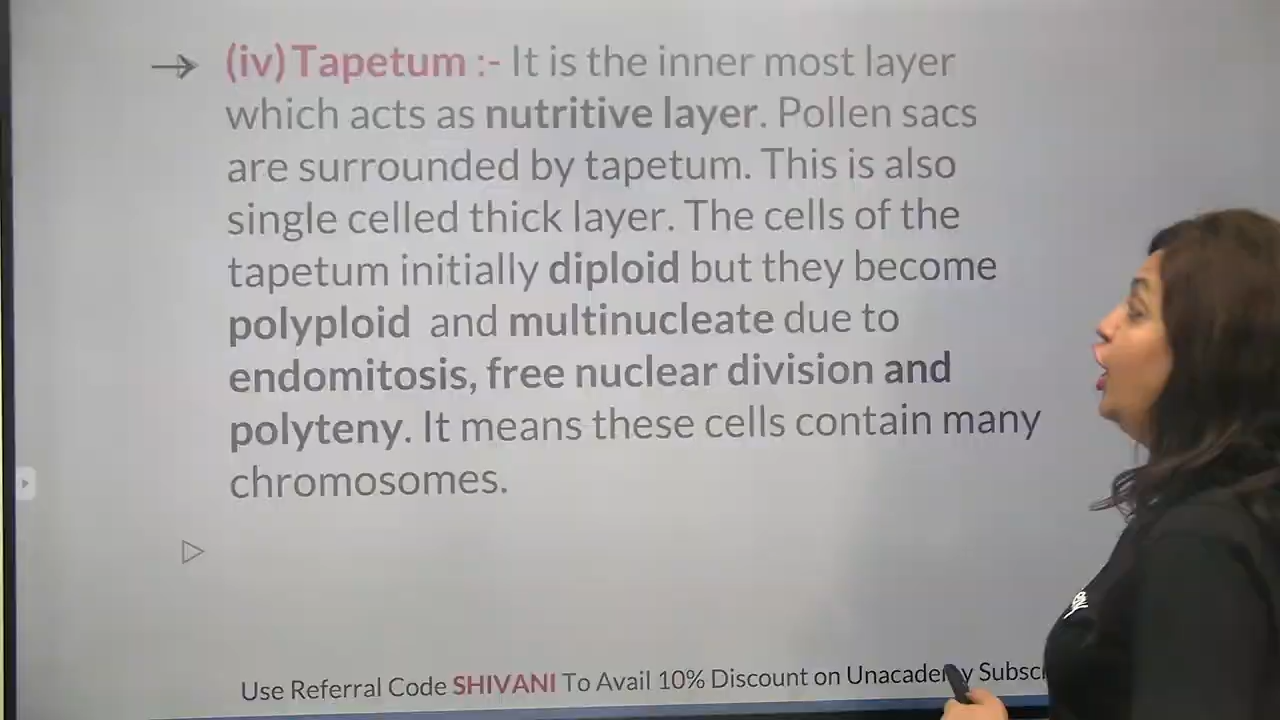 (iv) Tapetum :- It is the inner most layer
which acts as nutritive layer. Pollen sacs
are surrounded by tapetum. This is also
single celled thick layer. The cells of the
tapetum initially diploid but they become
polyploid and multinucleate due to
endomitosis, free nuclear division and
polyteny. It means these cells contain many
chromosomes.
Use Referral Code SHIVANI To Avail 10% Discount on